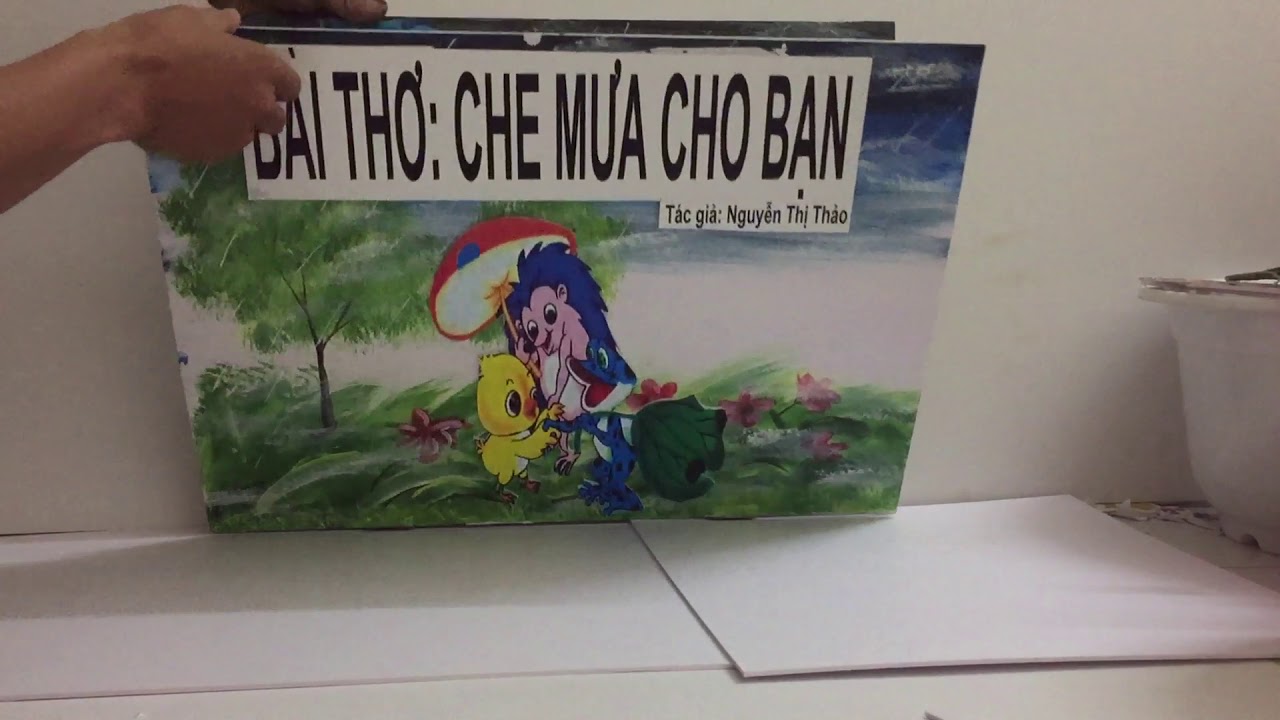 BÀI THƠ: CHE MƯA CHO BẠN
Tác giả: Nguyễn Thị Thảo